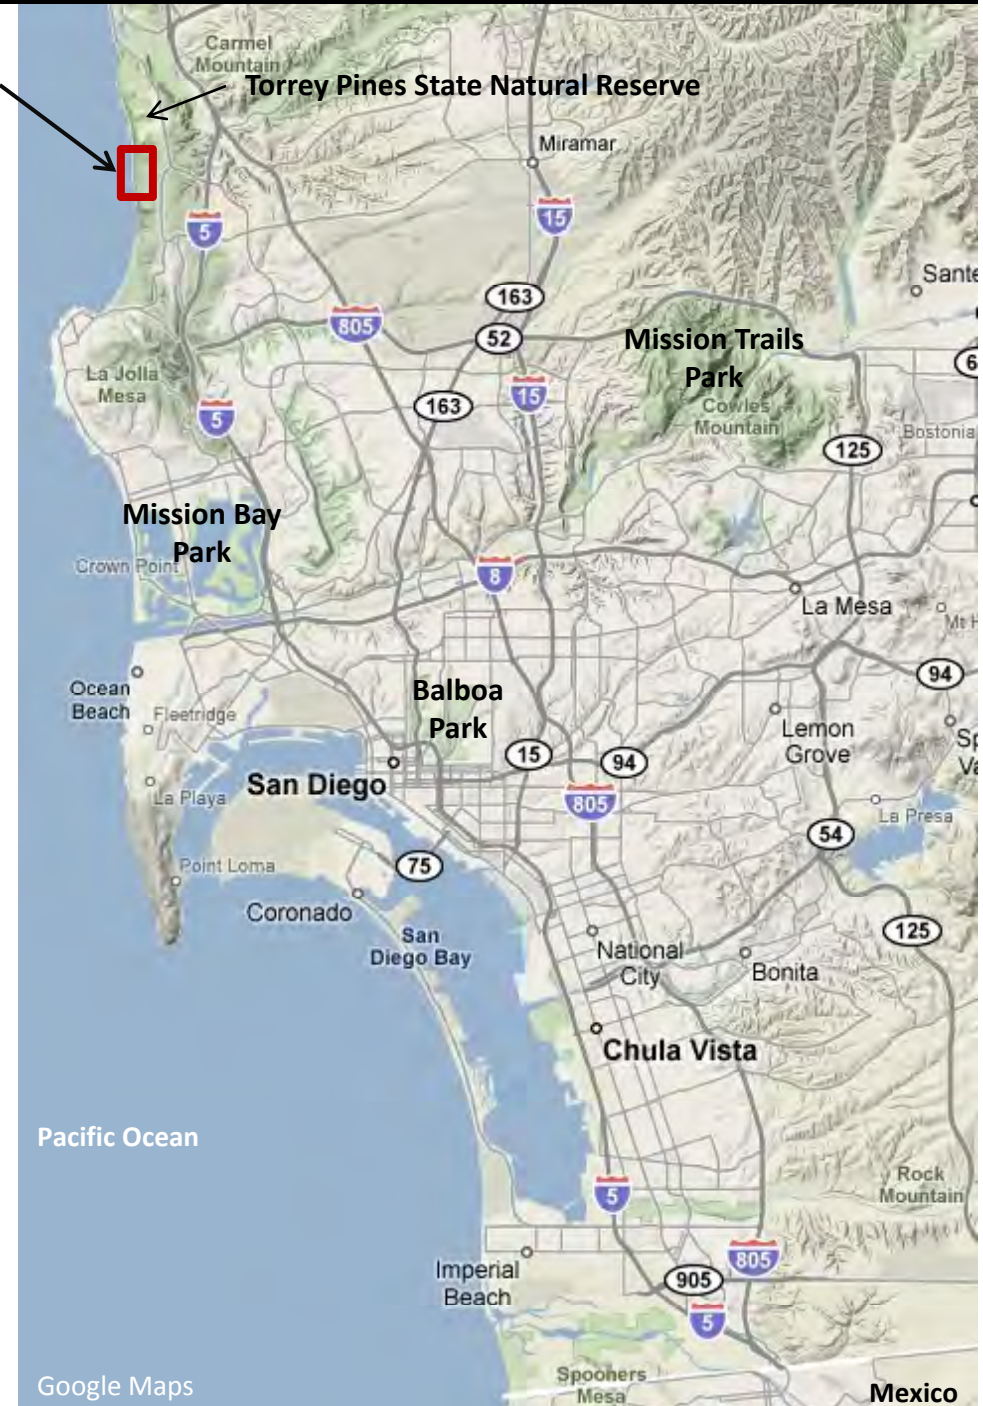 Carmel
Mountain
Torrey Pines State Natural Reserve
Miramar
5
15
Sante
163
805
52
Mission Trails
Park
6
La Jolla
Mesa
15
163
5
Cowles
Mountain
Bostonia
125
Mission Bay
Park
Crown Point
8
La Mesa
Mt H
Ocean
Beach
94
Balboa
Park
Fleetridge
Lemon
Grove
Sp
Va
15
94
San Diego
La Playa
805
La Presa
54
75
Point Loma
Coronado
125
San
Diego Bay
National
City
Bonita
Chula Vista
Pacific Ocean
Rock
Mountain
5
805
Imperial
Beach
905
5
Google Maps
Spooners
Mesa
Mexico